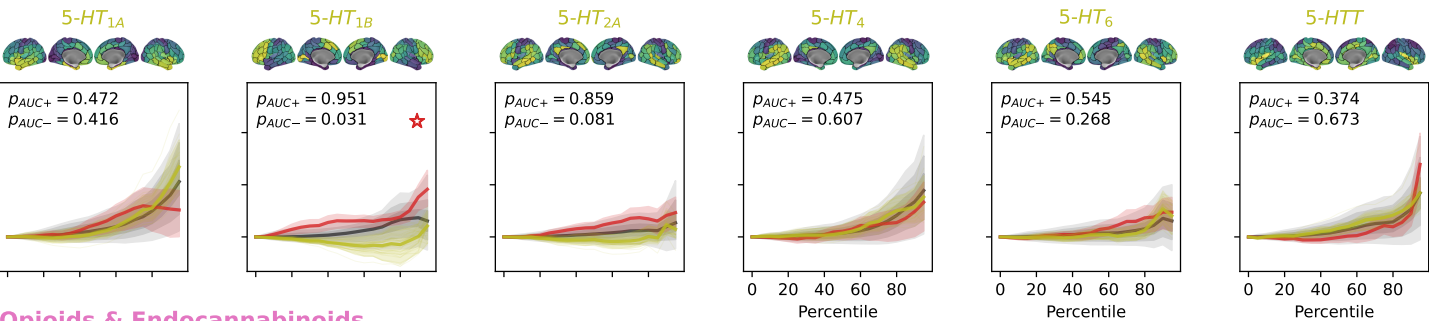 5-HT1A
5-HT1B
5-HT2A
5-HT4
5-HT6
5-HTT
pAUC+ = 0.472
pAUC− = 0.416
pAUC+ = 0.951
pAUC− = 0.031
pAUC+ = 0.859
pAUC− = 0.081
pAUC+ = 0.475
pAUC− = 0.607
pAUC+ = 0.545
pAUC− = 0.268
pAUC+ = 0.374
pAUC− = 0.673
0 20 40 60 80
Percentile
0 20 40 60 80
Percentile
0 20 40 60 80
Percentile
Opioids & Endocannabinoids